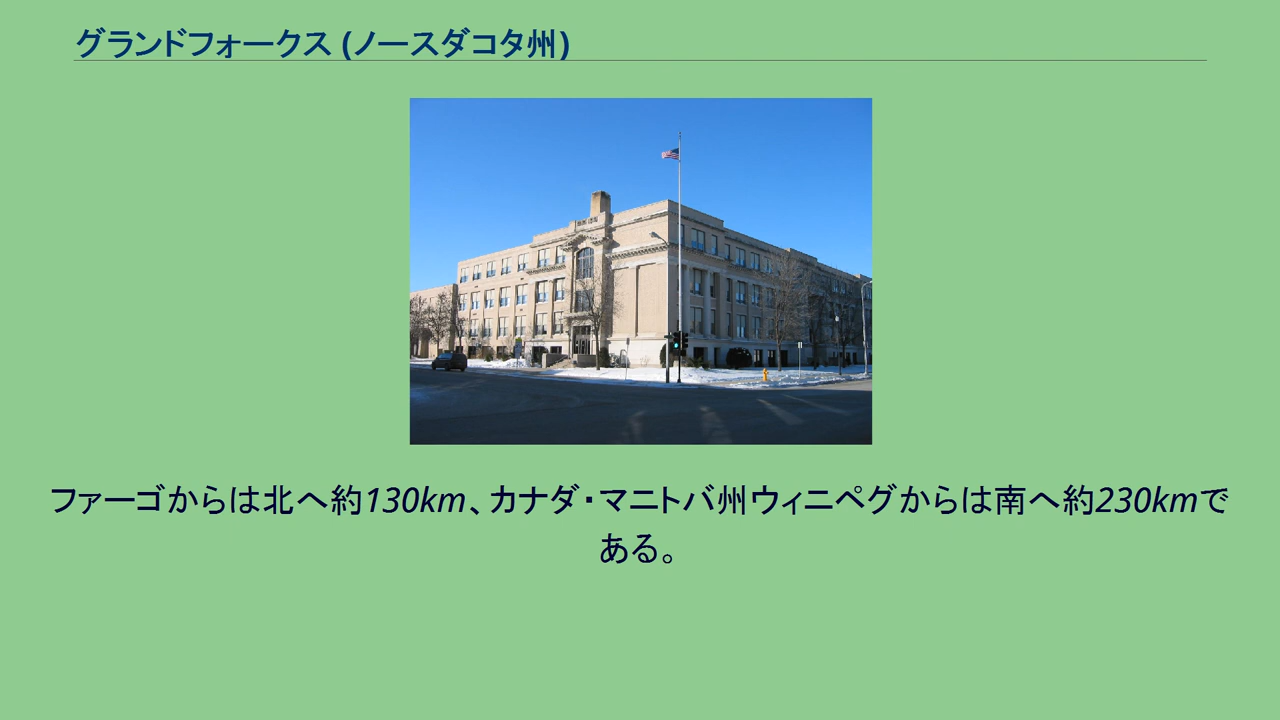 グランドフォークス (ノースダコタ州)
ファーゴからは北へ約130km、カナダ・マニトバ州ウィニペグからは南へ約230kmで
ある。